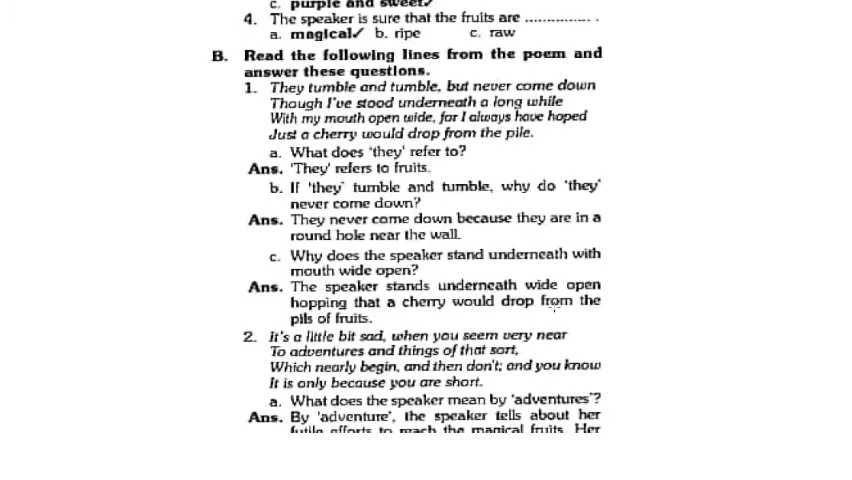 c. purple and sweet✓
4. The speaker is sure that the fruits are ............... .
a. magical✓ b. ripe c. raw
B. Read the following lines from the poem and
answer these questions.
1. They tumble and tumble, but never come down
Though I've stood underneath a long while
With my mouth open wide, for I always have hoped
Just a cherry would drop from the pile.
a. What does 'they' refer to?
Ans. 'They' refers to fruits.
b. If 'they' tumble and tumble, why do 'they'
never come down?
Ans. They never come down because they are in a
round hole near the wall.
c. Why does the speaker stand underneath with
mouth wide open?
Ans. The speaker stands underneath wide open
hopping that a cherry would drop from the
pils of fruits.
2. It's a little bit sad, when you seem very near
To adventures and things of that sort,
Which nearly begin, and then don't; and you know
It is only because you are short.
a. What does the speaker mean by 'adventures'?
Ans. By 'adventure', the speaker tells about her
futile efforts to reach the magical fruits. Her